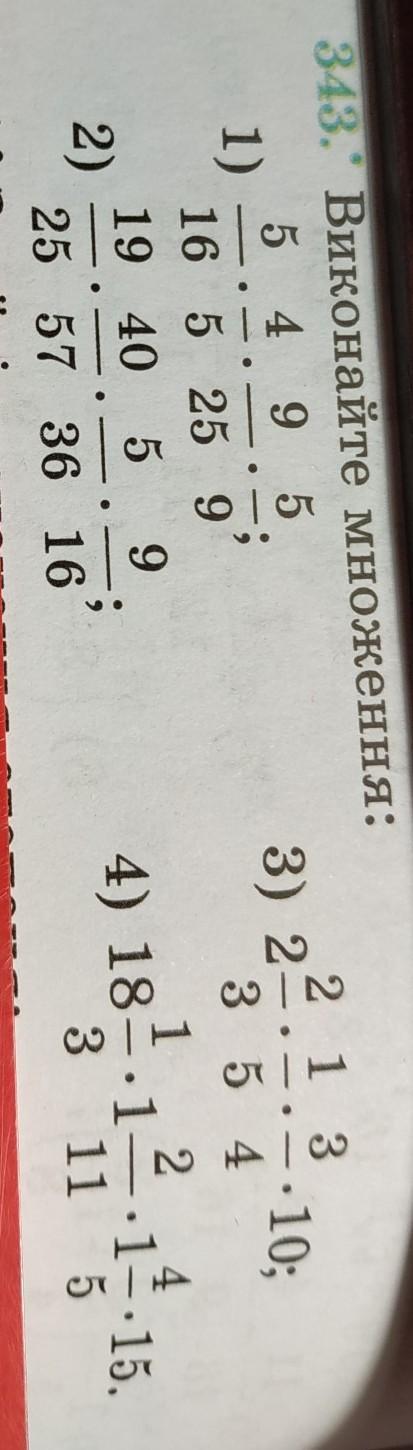 343.• Виконайте множення:
1) 5/16 · 4/5 · 9/25 · 5/9;
3) 2 2/3 · 1/5 · 3/4 · 10;
2) 19/25 · 40/57 · 5/36 · 9/16;
4) 18 1/3 · 1 2/11 · 1 4/5 · 15.